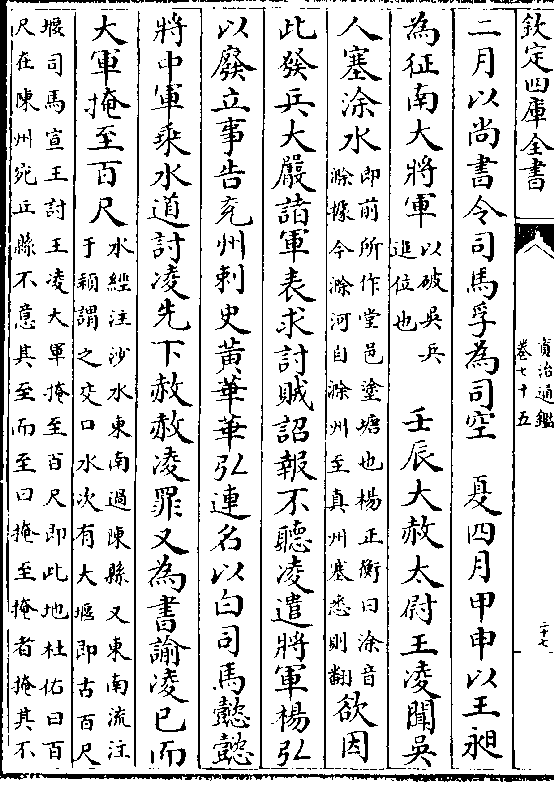 欽定四庫全書
資治通鑑
卷七十五
二十七
二月以尚書令司馬孚為司空　夏四月甲申以王昶
為征南大將軍以破吳兵
進位也　壬辰大赦太尉王凌聞吳
人塞涂水即前所作堂邑塗塘也楊正衡曰涂音
滁據今滁河自滁州至真州塞悉則翻欲因
此發兵大嚴諸軍表求討賊詔報不聽凌遣將軍楊弘
以廢立事告兖州刺史黃華華弘連名以白司馬懿懿
將中軍乘水道討凌先下赦赦凌罪又為書諭凌已而
大軍掩至百尺水經注沙水東南過陳縣又東南流注
于潁謂之交口水次有大堰即古百尺
堰司馬宣王討王凌大軍掩至百尺即此地杜佑曰百
尺在陳州宛丘縣不意其至而至曰掩至掩者掩其不